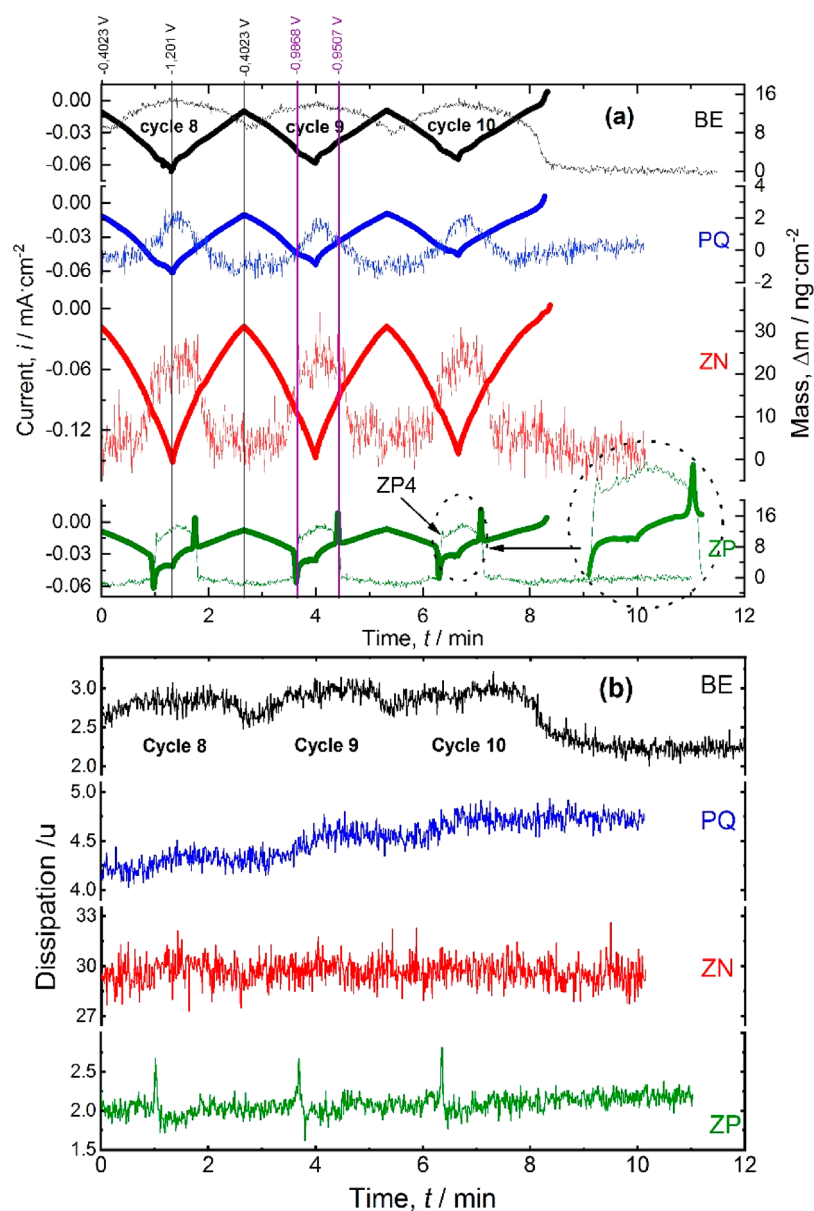 -0,4023 V
-1,201 V
-0,4023 V
-0,9868 V
-0,9507 V
0.00
-0.03
-0.06
cycle 8
cycle 9
cycle 10
(a)
BE
16
12
8
4
0
0.00
-0.03
-0.06
PQ
4
2
0
-2
0.00
-0.06
-0.12
ZN
30
20
10
0
ZP4
0.00
-0.03
-0.06
ZP
16
8
0
Current, i / mA·cm-2
Mass, Δm / ng·cm-2
0 2 4 6 8 10 12
Time, t / min
3.0
2.5
2.0
(b)
BE
Cycle 8
Cycle 9
Cycle 10
5.0
4.5
4.0
PQ
33
30
27
ZN
2.5
2.0
1.5
ZP
Dissipation /u
0 2 4 6 8 10 12
Time, t / min